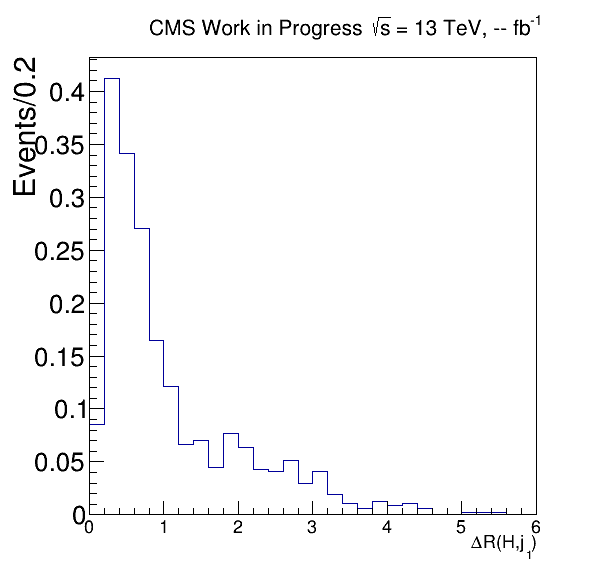 CMS Work in Progress √s = 13 TeV, -- fb⁻¹
Events/0.2
0.4
0.35
0.3
0.25
0.2
0.15
0.1
0.05
0
0 1 2 3 4 5 6
ΔR(H,j₁)